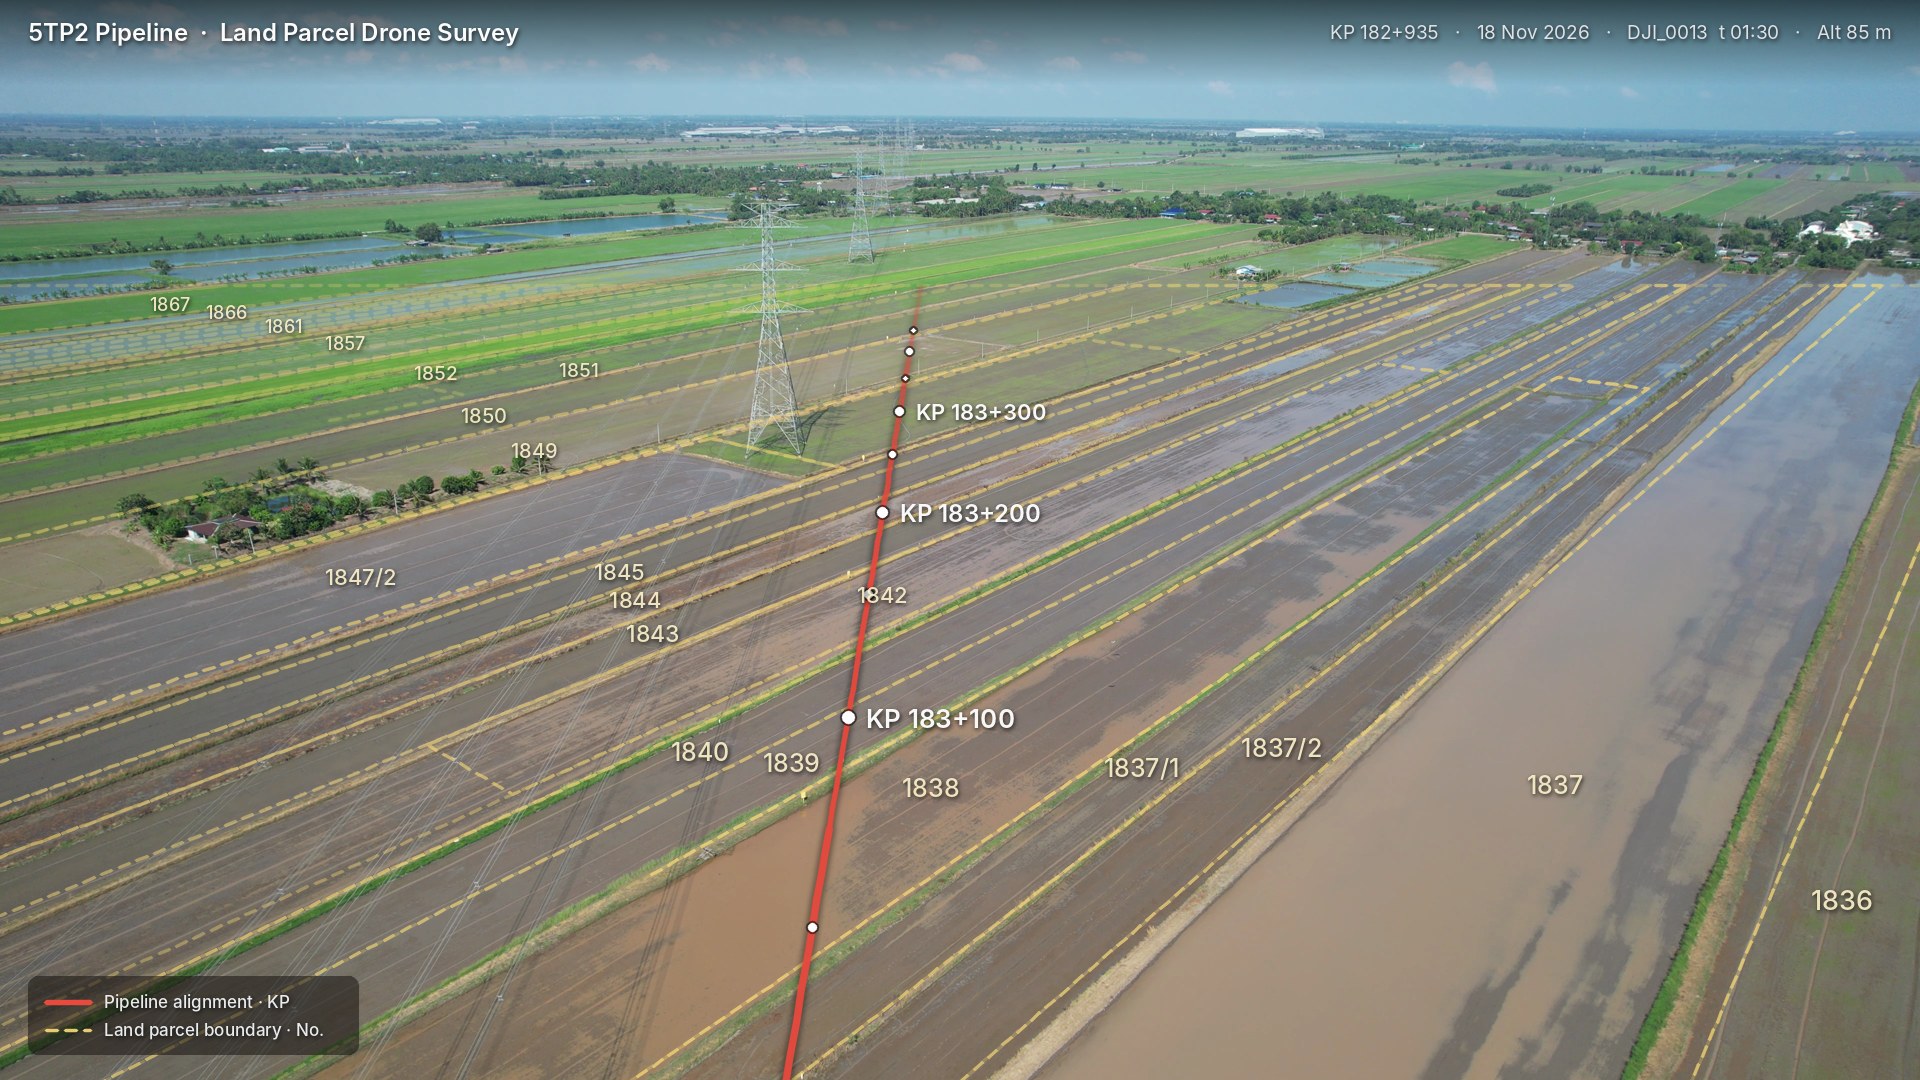 5TP2 Pipeline · Land Parcel Drone Survey
KP 182+935 · 18 Nov 2026 · DJI_0013 t 01:30 · Alt 85 m
1867
1866
1861
1857
1852
1851
1850
1849
KP 183+300
KP 183+200
1847/2
1845
1844
1842
1843
KP 183+100
1840
1839
1838
1837/1
1837/2
1837
1836
Pipeline alignment · KP
Land parcel boundary · No.